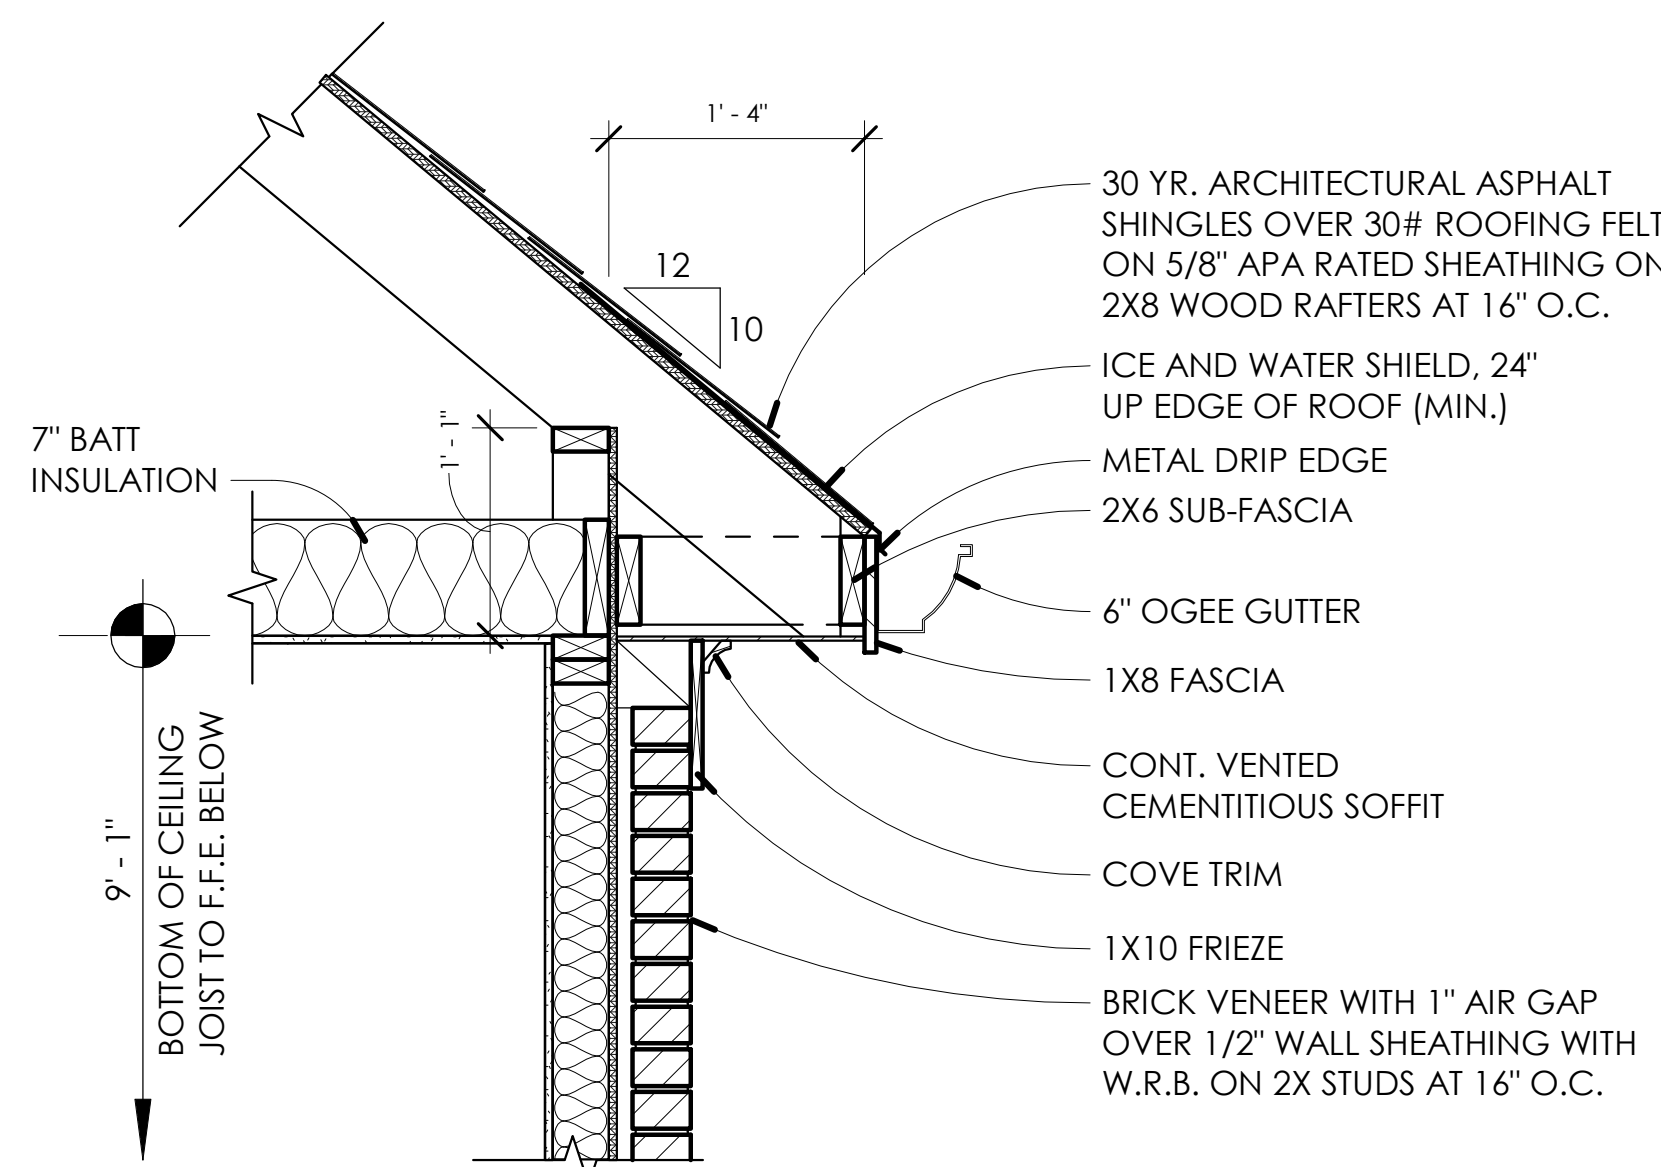 1' - 4"
30 YR. ARCHITECTURAL ASPHALT
SHINGLES OVER 30# ROOFING FELT
ON 5/8" APA RATED SHEATHING ON
2X8 WOOD RAFTERS AT 16" O.C.
12
10
ICE AND WATER SHIELD, 24"
UP EDGE OF ROOF (MIN.)
METAL DRIP EDGE
2X6 SUB-FASCIA
7" BATT
INSULATION
1' - 1"
6" OGEE GUTTER
1X8 FASCIA
CONT. VENTED
CEMENTITIOUS SOFFIT
COVE TRIM
1X10 FRIEZE
BRICK VENEER WITH 1" AIR GAP
OVER 1/2" WALL SHEATHING WITH
W.R.B. ON 2X STUDS AT 16" O.C.
9' - 1"
BOTTOM OF CEILING
JOIST TO F.F.E. BELOW